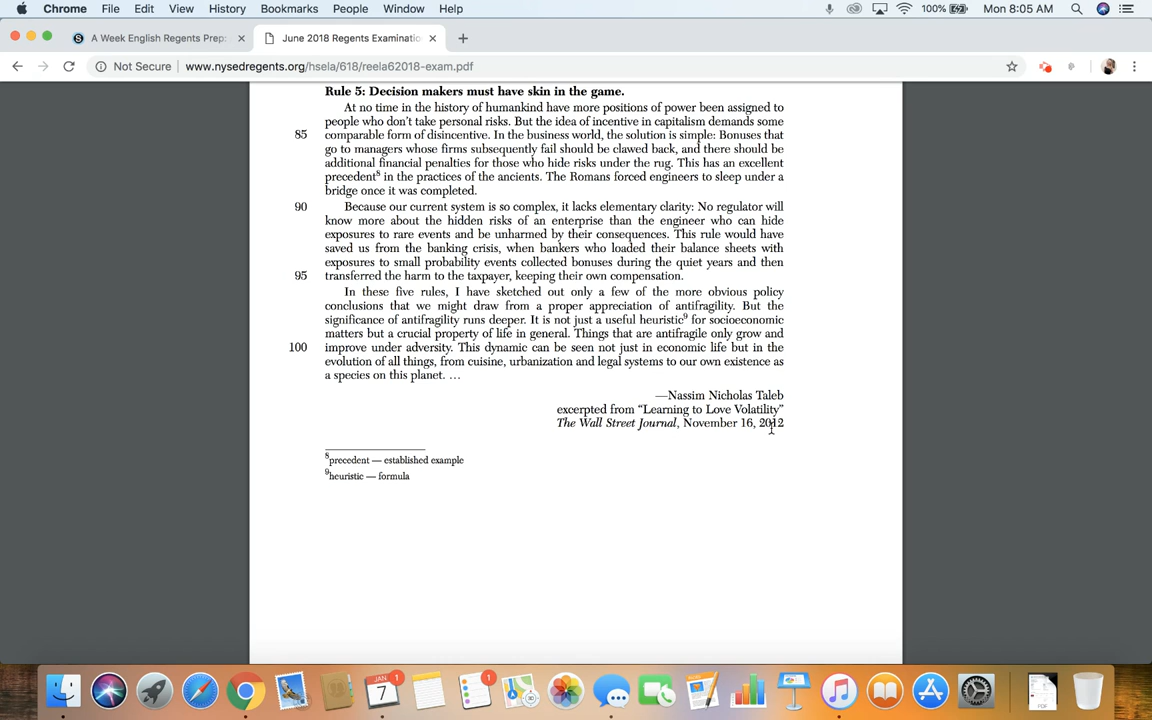 Chrome File Edit View History Bookmarks People Window Help 100% Mon 8:05 AM
A Week English Regents Prep: June 2018 Regents Examinatio
Not Secure www.nysedregents.org/hsela/618/reela62018-exam.pdf
Rule 5: Decision makers must have skin in the game.
At no time in the history of humankind have more positions of power been assigned to
people who don't take personal risks. But the idea of incentive in capitalism demands some
85 comparable form of disincentive. In the business world, the solution is simple: Bonuses that
go to managers whose firms subsequently fail should be clawed back, and there should be
additional financial penalties for those who hide risks under the rug. This has an excellent
precedent8 in the practices of the ancients. The Romans forced engineers to sleep under a
bridge once it was completed.
90 Because our current system is so complex, it lacks elementary clarity: No regulator will
know more about the hidden risks of an enterprise than the engineer who can hide
exposures to rare events and be unharmed by their consequences. This rule would have
saved us from the banking crisis, when bankers who loaded their balance sheets with
exposures to small probability events collected bonuses during the quiet years and then
95 transferred the harm to the taxpayer, keeping their own compensation.
In these five rules, I have sketched out only a few of the more obvious policy
conclusions that we might draw from a proper appreciation of antifragility. But the
significance of antifragility runs deeper. It is not just a useful heuristic9 for socioeconomic
matters but a crucial property of life in general. Things that are antifragile only grow and
100 improve under adversity. This dynamic can be seen not just in economic life but in the
evolution of all things, from cuisine, urbanization and legal systems to our own existence as
a species on this planet. …
—Nassim Nicholas Taleb
excerpted from “Learning to Love Volatility”
The Wall Street Journal, November 16, 2012
8precedent — established example
9heuristic — formula
JAN
7
1
1
PDF